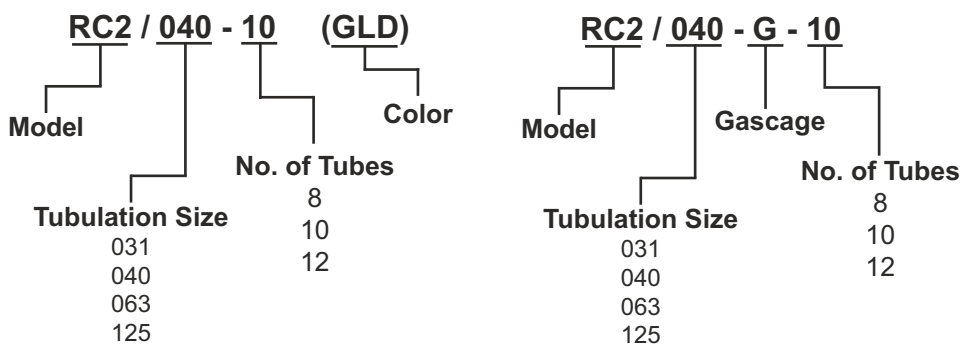 RC2 / 040 - 10 (GLD)
Model
Color
No. of Tubes
8
10
12
Tubulation Size
031
040
063
125
RC2 / 040 - G - 10
Model
Gascage
No. of Tubes
8
10
12
Tubulation Size
031
040
063
125